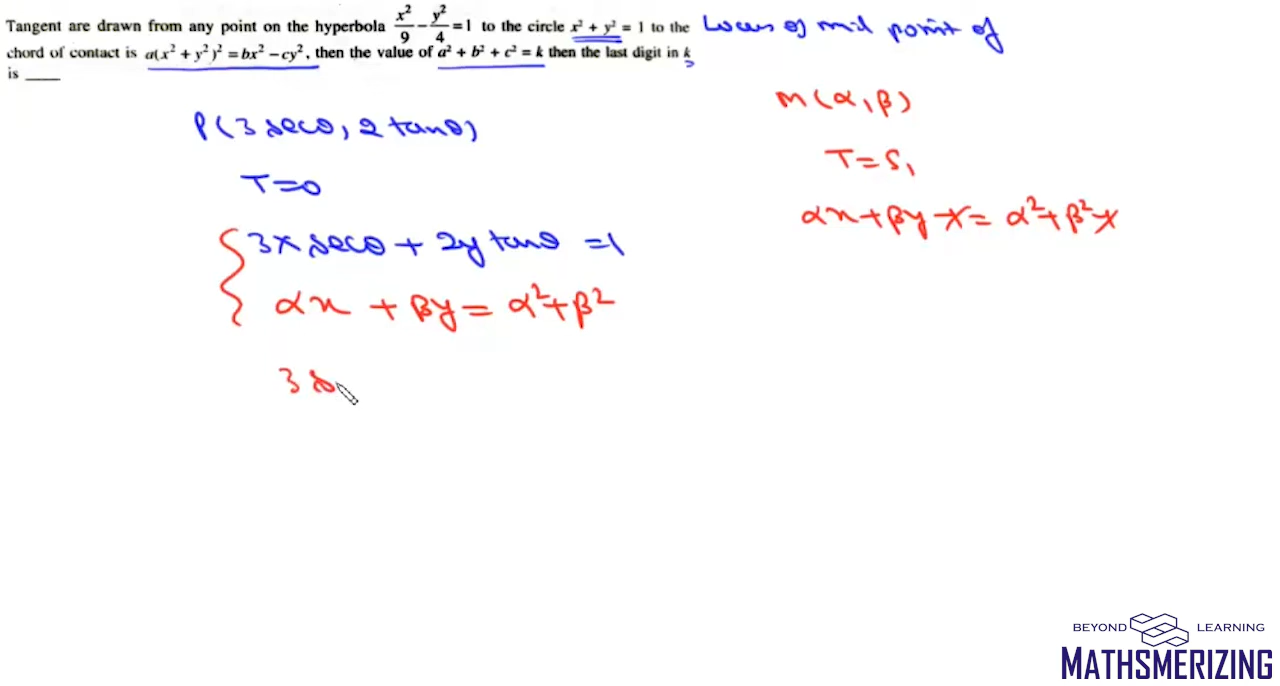 Tangent are drawn from any point on the hyperbola x²/9 − y²/4 = 1 to the circle x² + y² = 1 to the Locus of mid point of
chord of contact is a(x² + y²)² = bx² − cy², then the value of a² + b² + c² = k then the last digit in k
is ____
M(α, β)
P(3 secθ, 2 tanθ)
T = S₁
T = 0
αx + βy − 1 = α² + β² − 1
3x secθ + 2y tanθ = 1
αx + βy = α² + β²
3 s
BEYOND LEARNING
MATHSMERIZING